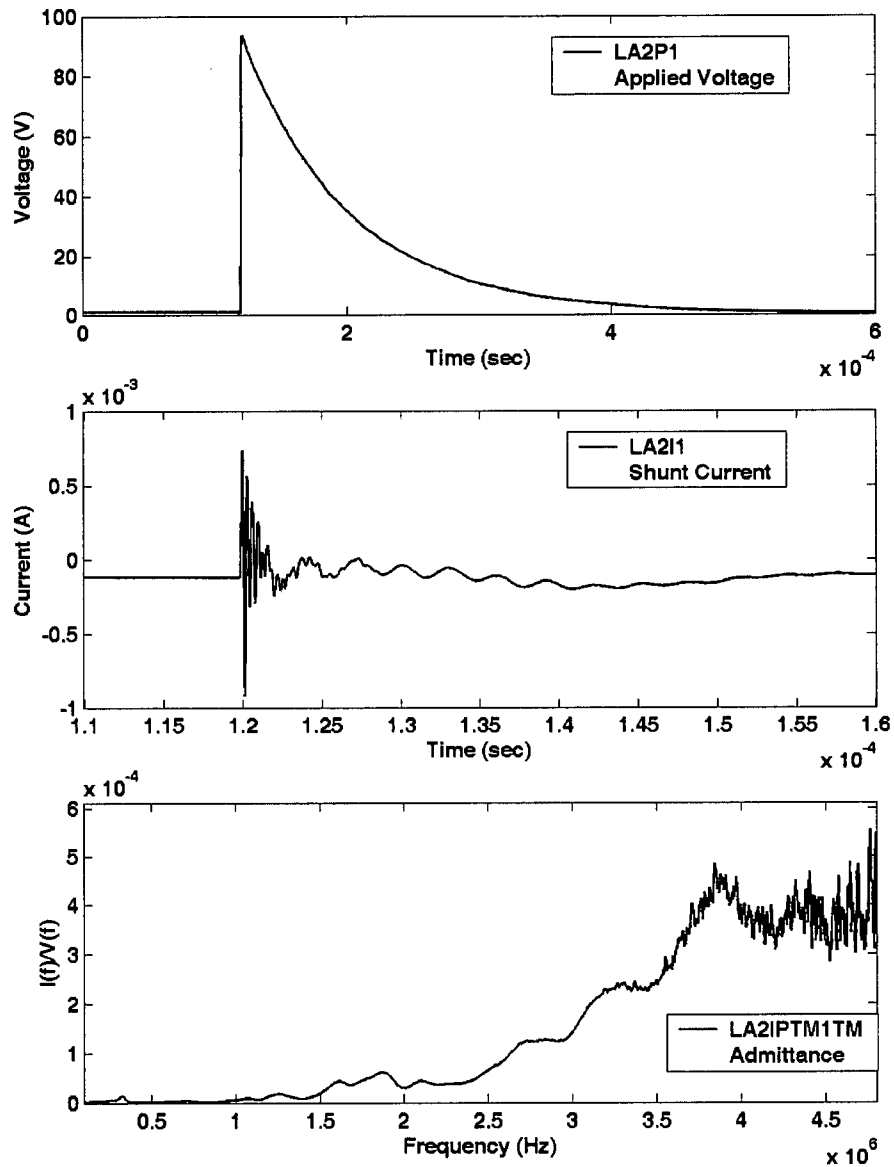 100
80
60
40
20
0
Voltage (V)
LA2P1
Applied Voltage
0 2 4 6
Time (sec)
x 10-4
x 10-3
1
0.5
0
-0.5
-1
Current (A)
LA2I1
Shunt Current
1.1 1.15 1.2 1.25 1.3 1.35 1.4 1.45 1.5 1.55 1.6
Time (sec)
x 10-4
x 10-4
6
5
4
3
2
1
0
I(f)/V(f)
LA2IPTM1TM
Admittance
0.5 1 1.5 2 2.5 3 3.5 4 4.5
Frequency (Hz)
x 106